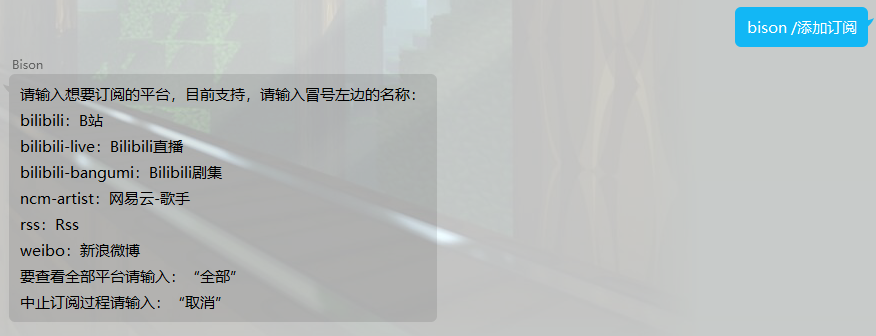 bison /添加订阅
Bison
请输入想要订阅的平台，目前支持，请输入冒号左边的名称：
bilibili：B站
bilibili-live：Bilibili直播
bilibili-bangumi：Bilibili剧集
ncm-artist：网易云-歌手
rss：Rss
weibo：新浪微博
要查看全部平台请输入：“全部”
中止订阅过程请输入：“取消”